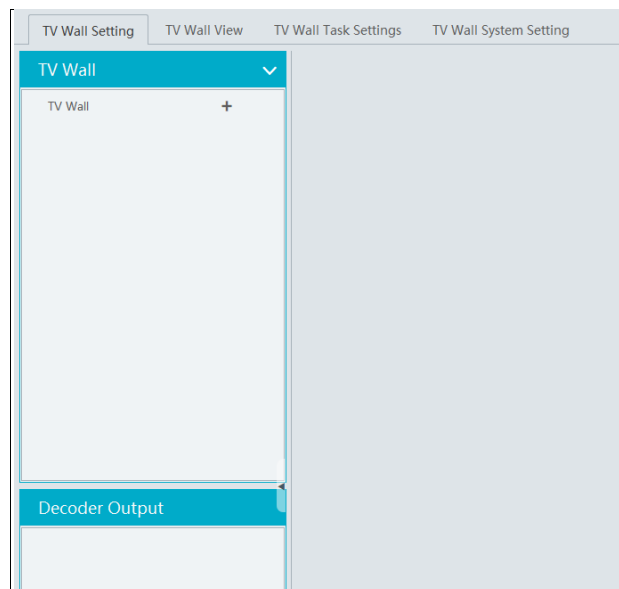 TV Wall Setting TV Wall View TV Wall Task Settings TV Wall System Setting
TV Wall
TV Wall +
Decoder Output